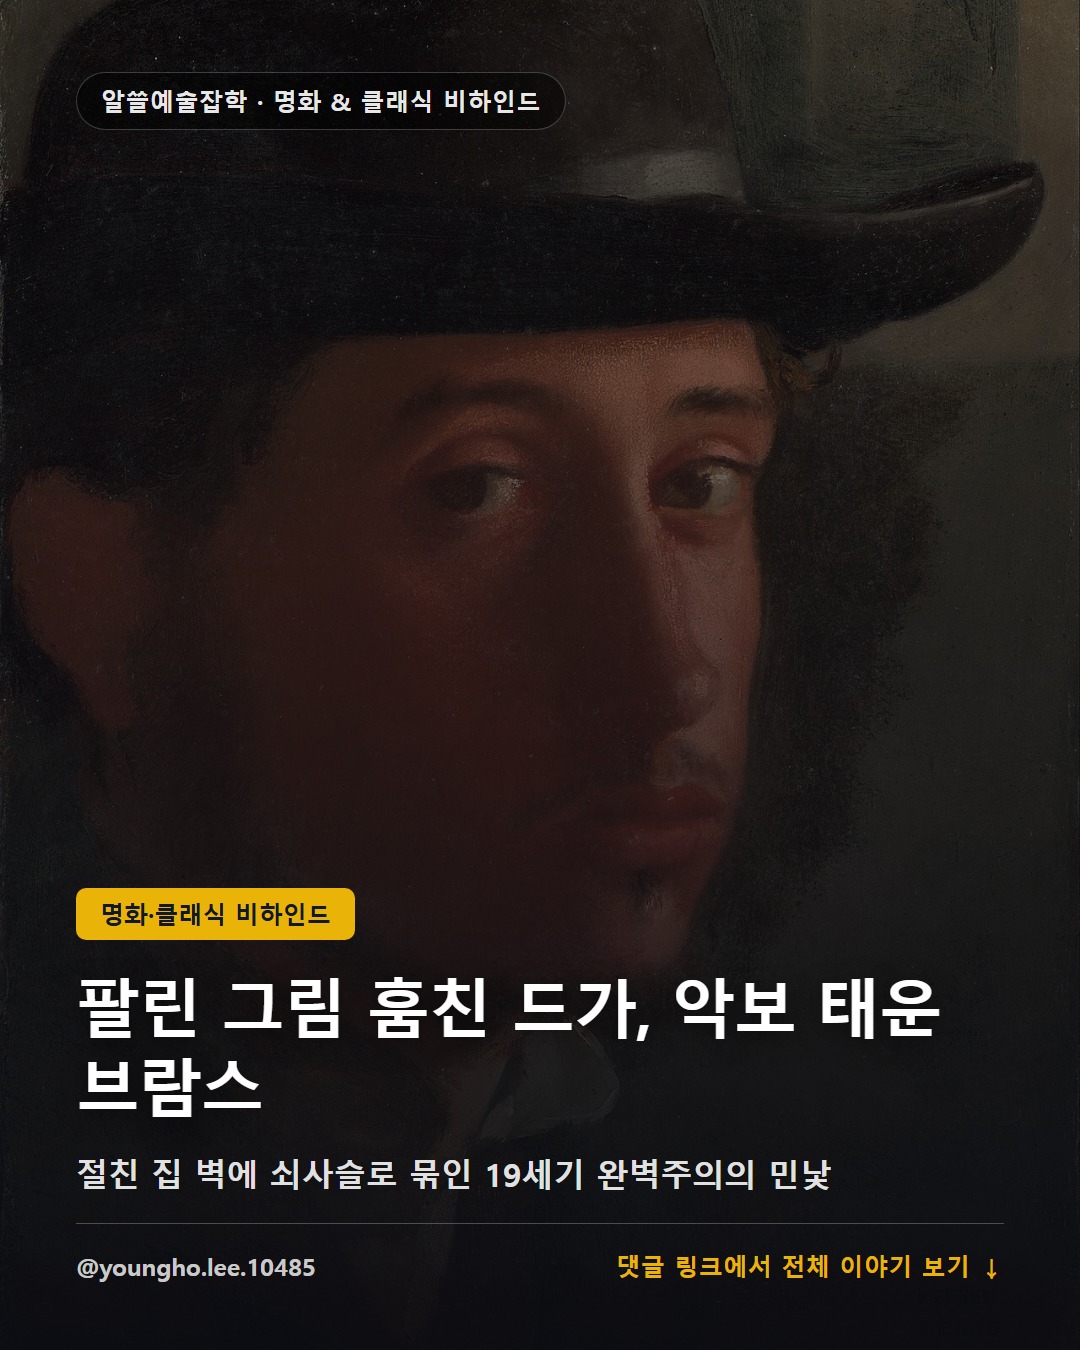 알쓸예술잡학 · 명화 & 클래식 비하인드
명화·클래식 비하인드
팔린 그림 훔친 드가, 악보 태운
브람스
절친 집 벽에 쇠사슬로 묶인 19세기 완벽주의의 민낯
@youngho.lee.10485
댓글 링크에서 전체 이야기 보기 ↓